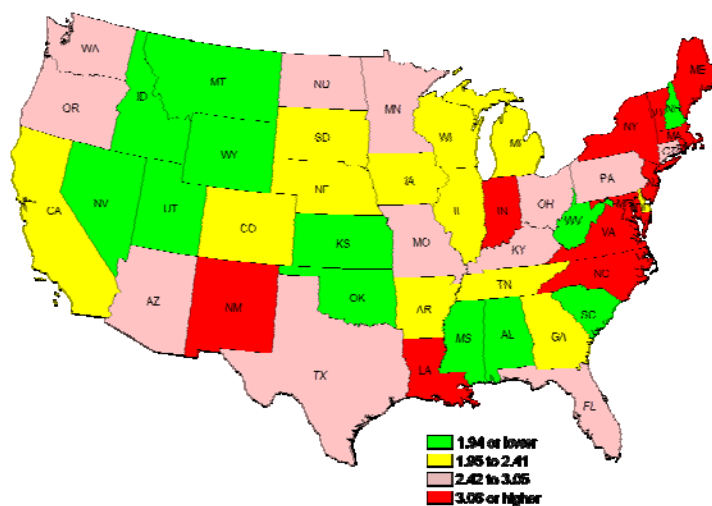 WA
MT
ND
ME
OR
ID
MN
NH
WY
SD
WI
MI
NY
MA
CA
NV
UT
CO
NE
IA
IL
IN
OH
PA
WV
VA
KS
MO
KY
NC
AZ
NM
OK
AR
TN
SC
TX
LA
MS
AL
GA
FL
1.94 or lower
1.95 to 2.41
2.42 to 3.05
3.06 or higher